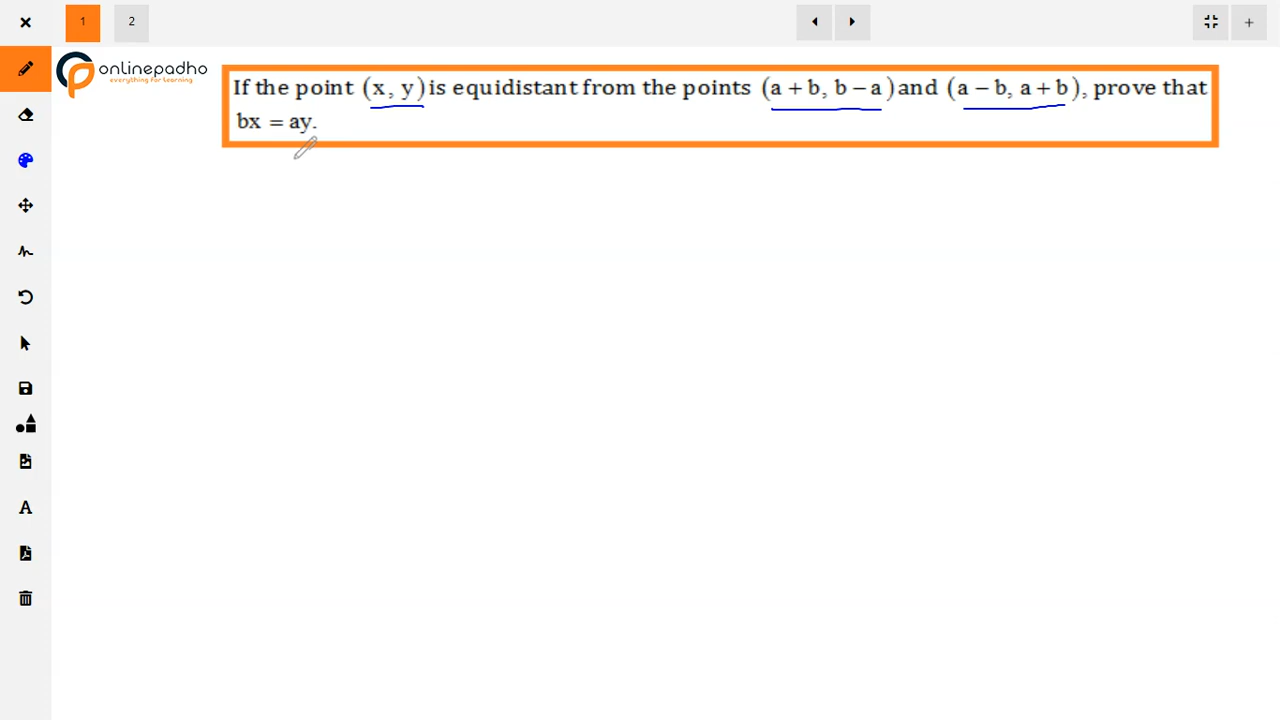 1 2
onlinepadho
everything for learning
If the point (x, y) is equidistant from the points (a + b, b − a) and (a − b, a + b), prove that
bx = ay.
A